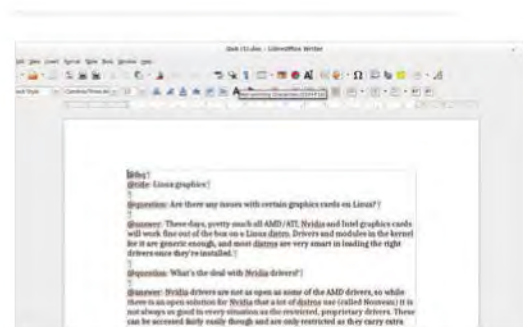 LibreOffice Writer
@title: Linux graphics¶
¶
@question: Are there any issues with certain graphics cards on Linux?¶
¶
@answer: These days, pretty much all AMD/ATI, Nvidia and Intel graphics cards
will work fine out of the box on a Linux distro. Drivers and modules in the kernel
for it are generic enough, and most distros are very smart in loading the right
drivers once they're installed.¶
¶
@question: What's the deal with Nvidia drivers?¶
¶
@answer: Nvidia drivers are not as open as some of the AMD drivers, so while
there is an open solution for Nvidia that a lot of distros use (called Nouveau) it is
not always as good in every situation as the restricted, proprietary drivers. These
can be accessed fairly easily though and are only restricted as they carry extra